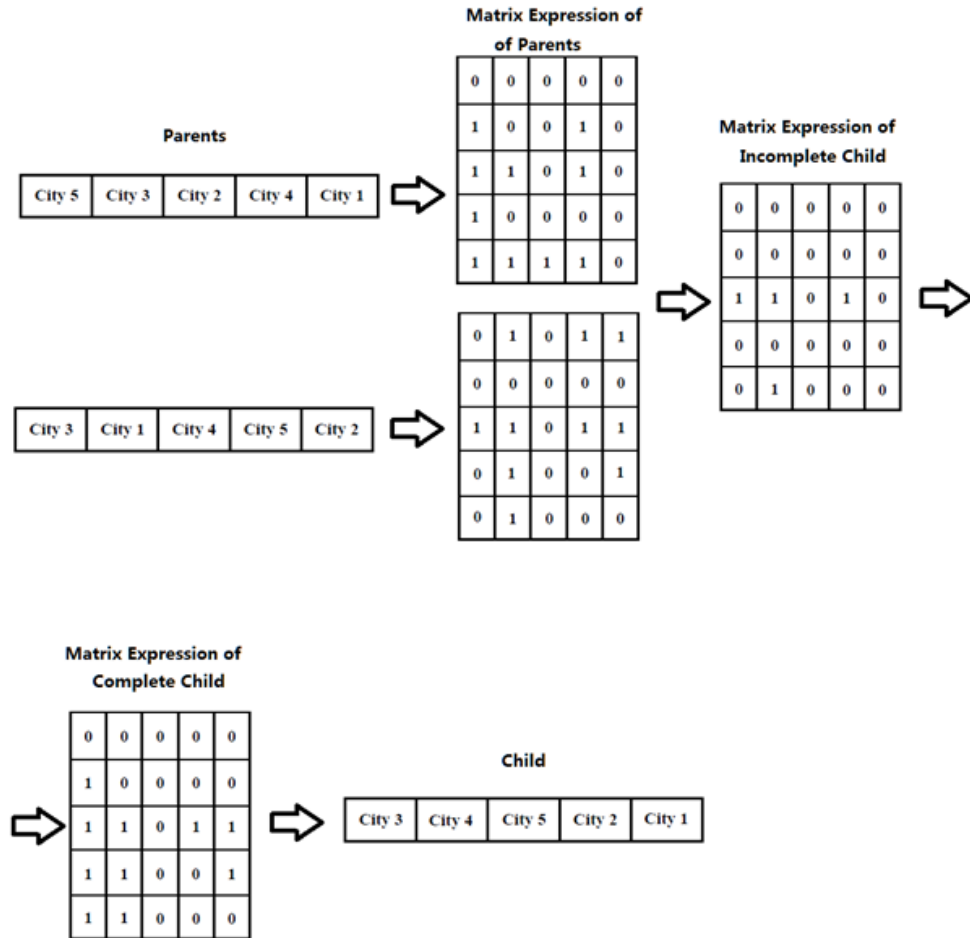 Matrix Expression of
of Parents
0 0 0 0 0
1 0 0 1 0
1 1 0 1 0
1 0 0 0 0
1 1 1 1 0
Parents
City 5 City 3 City 2 City 4 City 1
Matrix Expression of
Incomplete Child
0 0 0 0 0
0 0 0 0 0
1 1 0 1 0
0 0 0 0 0
0 1 0 0 0
0 1 0 1 1
0 0 0 0 0
1 1 0 1 1
0 1 0 0 1
0 1 0 0 0
City 3 City 1 City 4 City 5 City 2
Matrix Expression of
Complete Child
0 0 0 0 0
1 0 0 0 0
1 1 0 1 1
1 1 0 0 1
1 1 0 0 0
Child
City 3 City 4 City 5 City 2 City 1